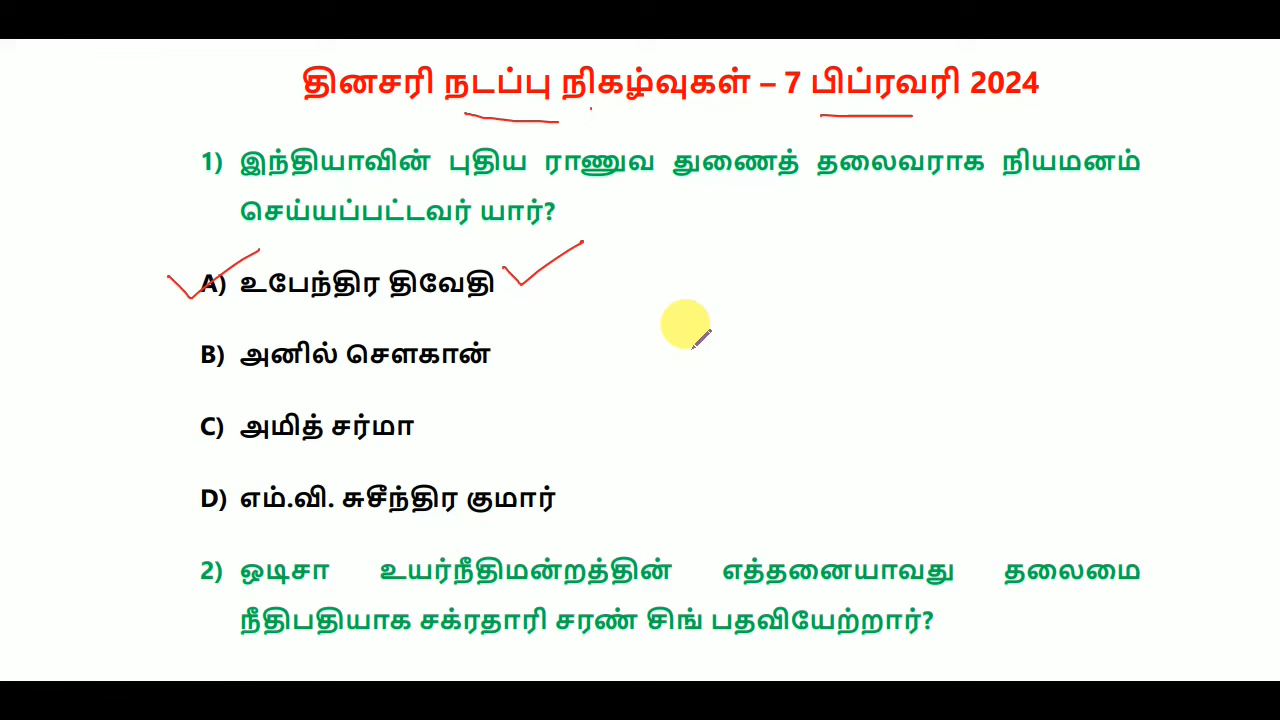 தினசரி நடப்பு நிகழ்வுகள் – 7 பிப்ரவரி 2024
1) இந்தியாவின் புதிய ராணுவ துணைத் தலைவராக நியமனம்
செய்யப்பட்டவர் யார்?
A) உபேந்திர திவேதி
B) அனில் சௌகான்
C) அமித் சர்மா
D) எம்.வி. சுசீந்திர குமார்
2) ஒடிசா உயர்நீதிமன்றத்தின் எத்தனையாவது தலைமை
நீதிபதியாக சக்ரதாரி சரண் சிங் பதவியேற்றார்?